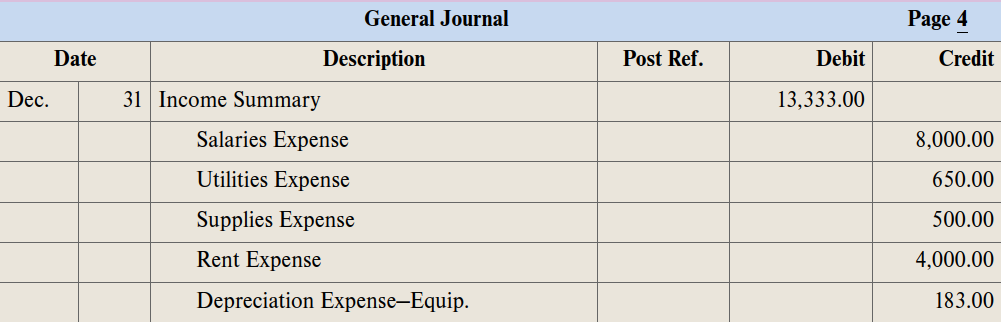 General Journal Page 4
Date Description Post Ref. Debit Credit
Dec. 31 Income Summary 13,333.00
Salaries Expense 8,000.00
Utilities Expense 650.00
Supplies Expense 500.00
Rent Expense 4,000.00
Depreciation Expense–Equip. 183.00